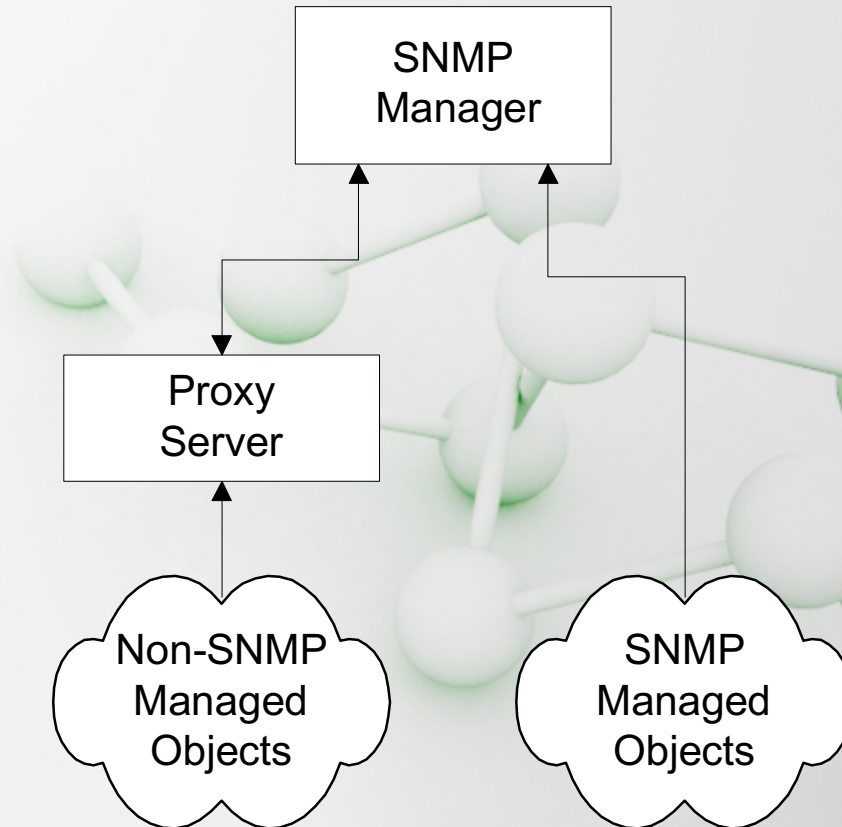 SNMP
Manager
Proxy
Server
Non-SNMP
Managed
Objects
SNMP
Managed
Objects